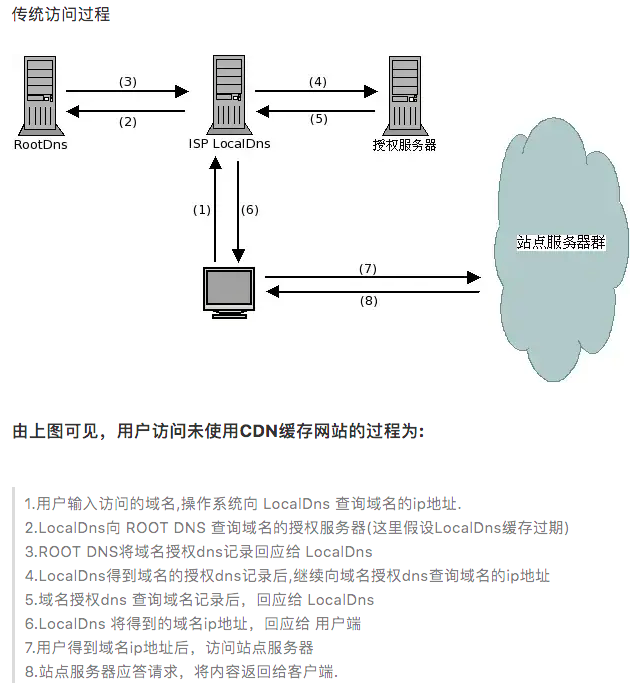 传统访问过程
(3)
(4)
(2)
(5)
RootDns
ISP LocalDns
授权服务器
(1)
(6)
站点服务器群
(7)
(8)
由上图可见，用户访问未使用CDN缓存网站的过程为:
1.用户输入访问的域名,操作系统向 LocalDns 查询域名的ip地址.
2.LocalDns向 ROOT DNS 查询域名的授权服务器(这里假设LocalDns缓存过期)
3.ROOT DNS将域名授权dns记录回应给 LocalDns
4.LocalDns得到域名的授权dns记录后,继续向域名授权dns查询域名的ip地址
5.域名授权dns 查询域名记录后，回应给 LocalDns
6.LocalDns 将得到的域名ip地址，回应给 用户端
7.用户得到域名ip地址后，访问站点服务器
8.站点服务器应答请求，将内容返回给客户端.